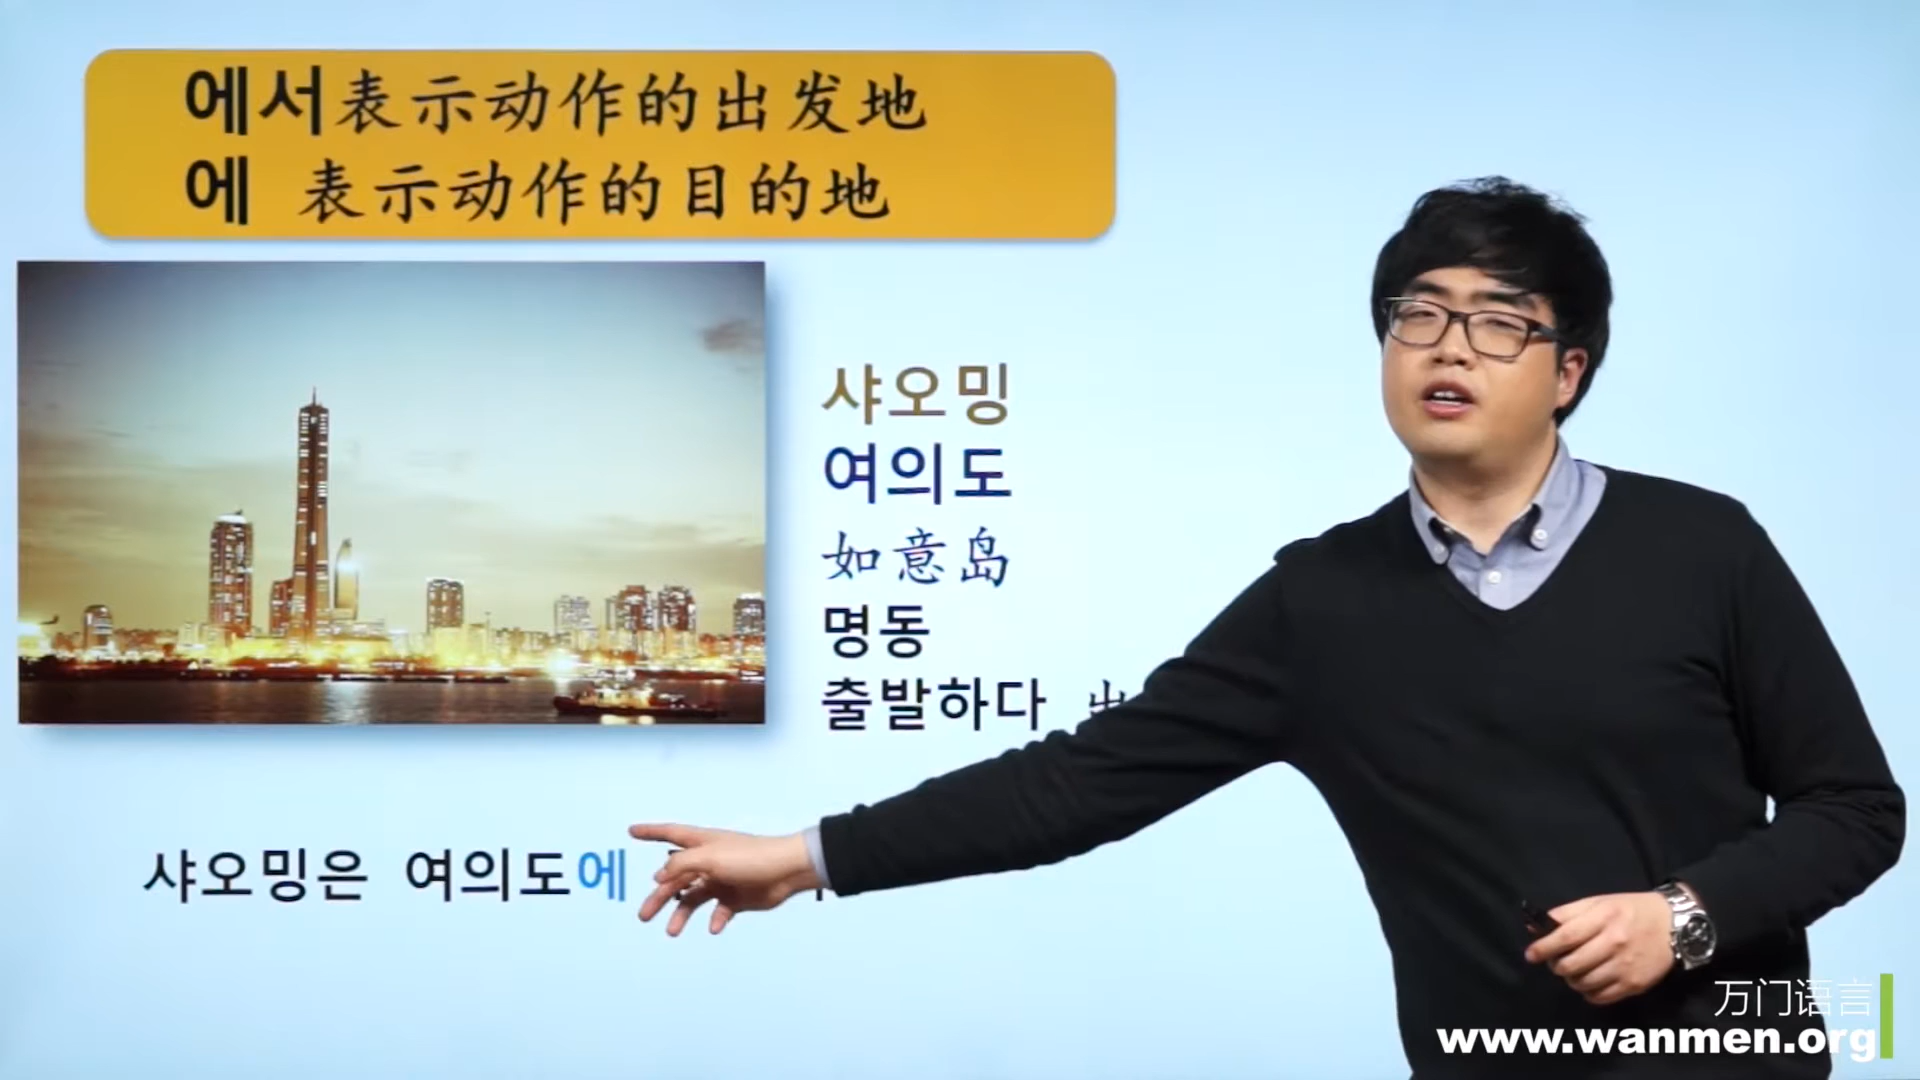 에서表示动作的出发地
에 表示动作的目的地
샤오밍
여의도
如意岛
명동
출발하다
샤오밍은 여의도에
万门语言
www.wanmen.org